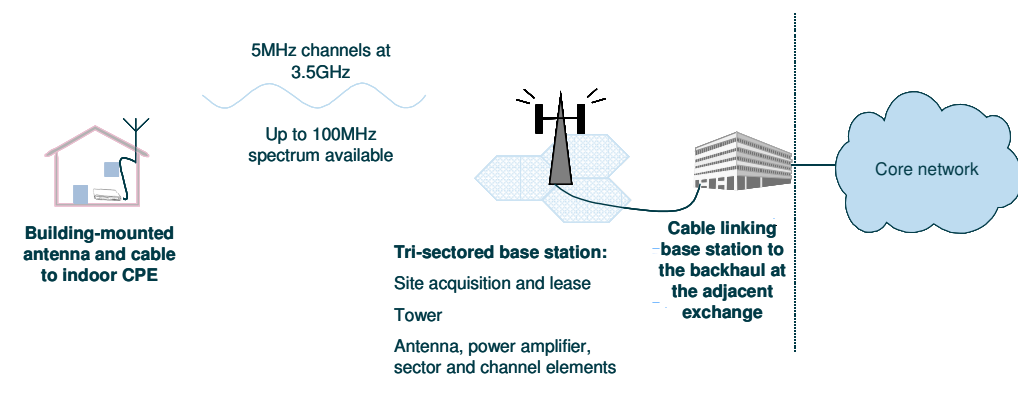 5MHz channels at
3.5GHz
Up to 100MHz
spectrum available
Building-mounted
antenna and cable
to indoor CPE
Tri-sectored base station:
Site acquisition and lease
Tower
Antenna, power amplifier,
sector and channel elements
Cable linking
base station to
the backhaul at
the adjacent
exchange
Core network